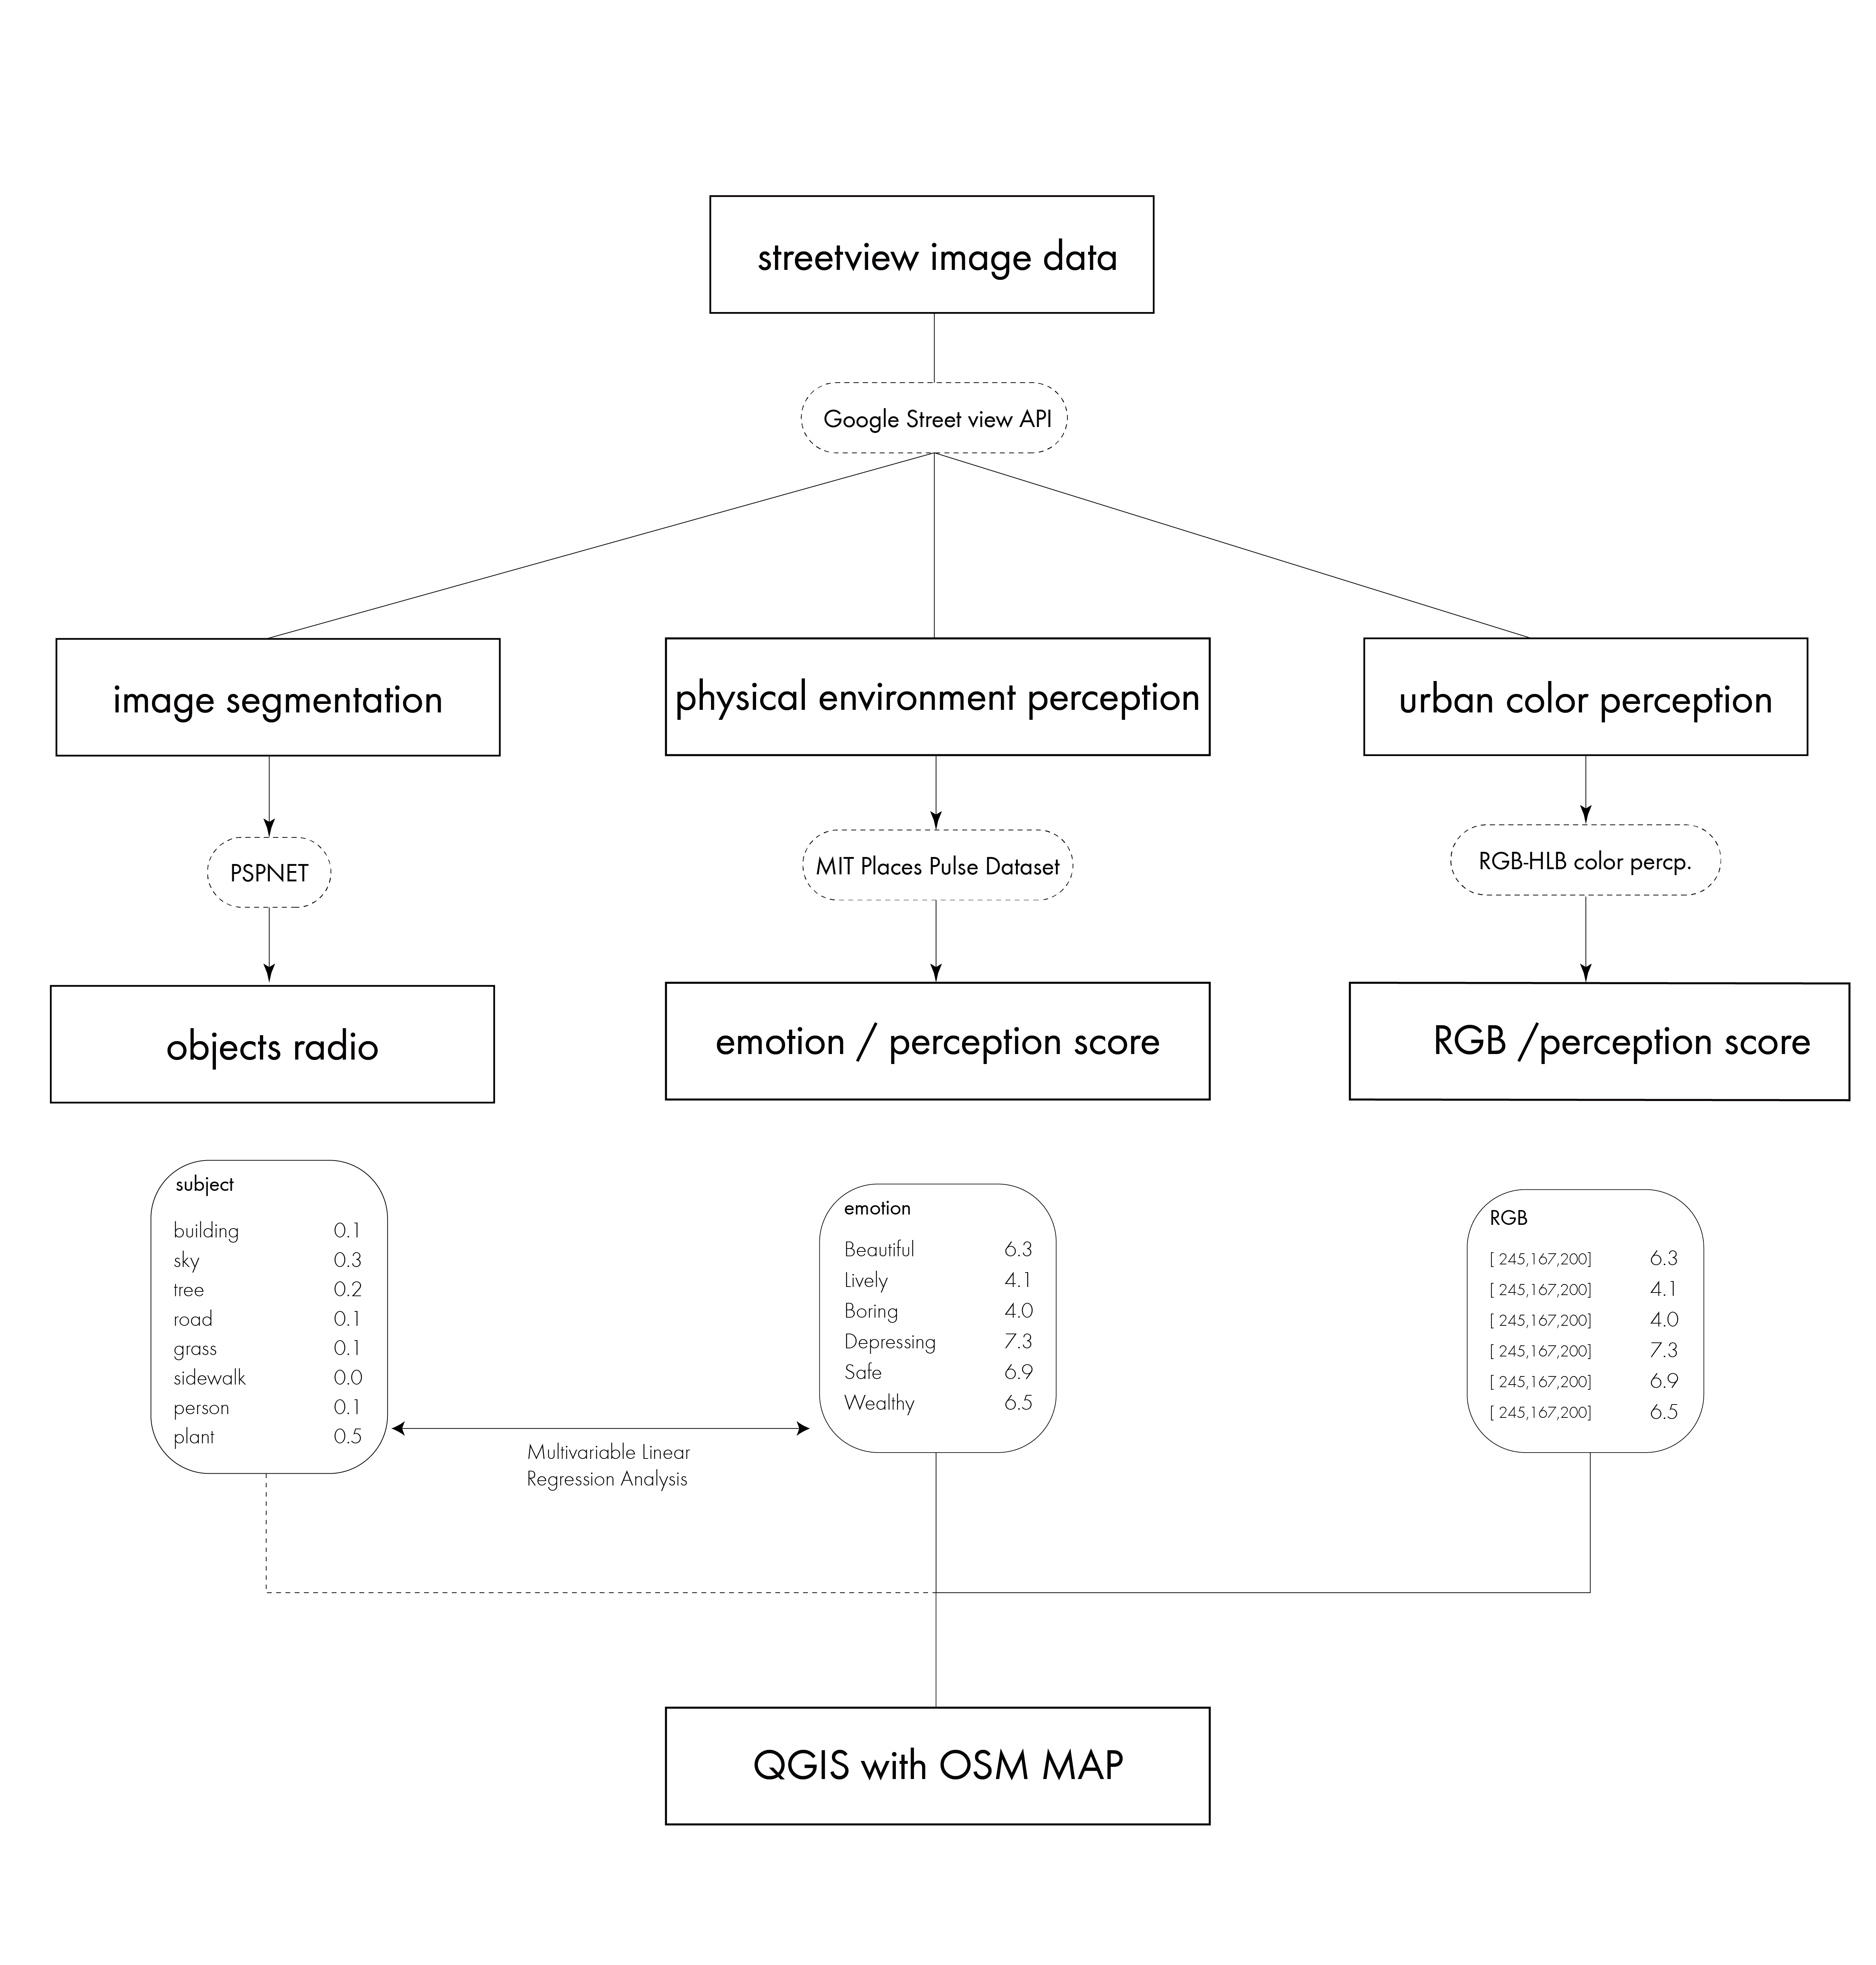 streetview image data
Google Street view API
image segmentation
physical environment perception
urban color perception
PSPNET
MIT Places Pulse Dataset
RGB-HLB color percp.
objects radio
emotion / perception score
RGB /perception score
subject
building 0.1
sky 0.3
tree 0.2
road 0.1
grass 0.1
sidewalk 0.0
person 0.1
plant 0.5
Multivariable Linear
Regression Analysis
emotion
Beautiful 6.3
Lively 4.1
Boring 4.0
Depressing 7.3
Safe 6.9
Wealthy 6.5
RGB
[ 245,167,200] 6.3
[ 245,167,200] 4.1
[ 245,167,200] 4.0
[ 245,167,200] 7.3
[ 245,167,200] 6.9
[ 245,167,200] 6.5
QGIS with OSM MAP